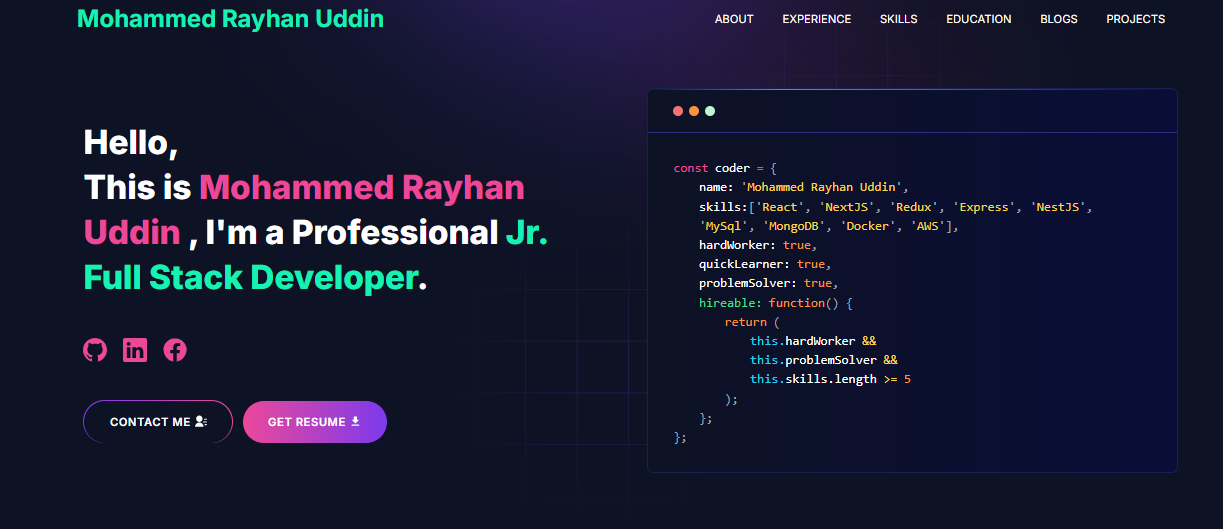 Mohammed Rayhan Uddin
ABOUT EXPERIENCE SKILLS EDUCATION BLOGS PROJECTS
Hello,
This is Mohammed Rayhan
Uddin , I'm a Professional Jr.
Full Stack Developer.
CONTACT ME
GET RESUME
const coder = {
name: 'Mohammed Rayhan Uddin',
skills:['React', 'NextJS', 'Redux', 'Express', 'NestJS',
'MySql', 'MongoDB', 'Docker', 'AWS'],
hardWorker: true,
quickLearner: true,
problemSolver: true,
hireable: function() {
return (
this.hardWorker &&
this.problemSolver &&
this.skills.length >= 5
);
};
};